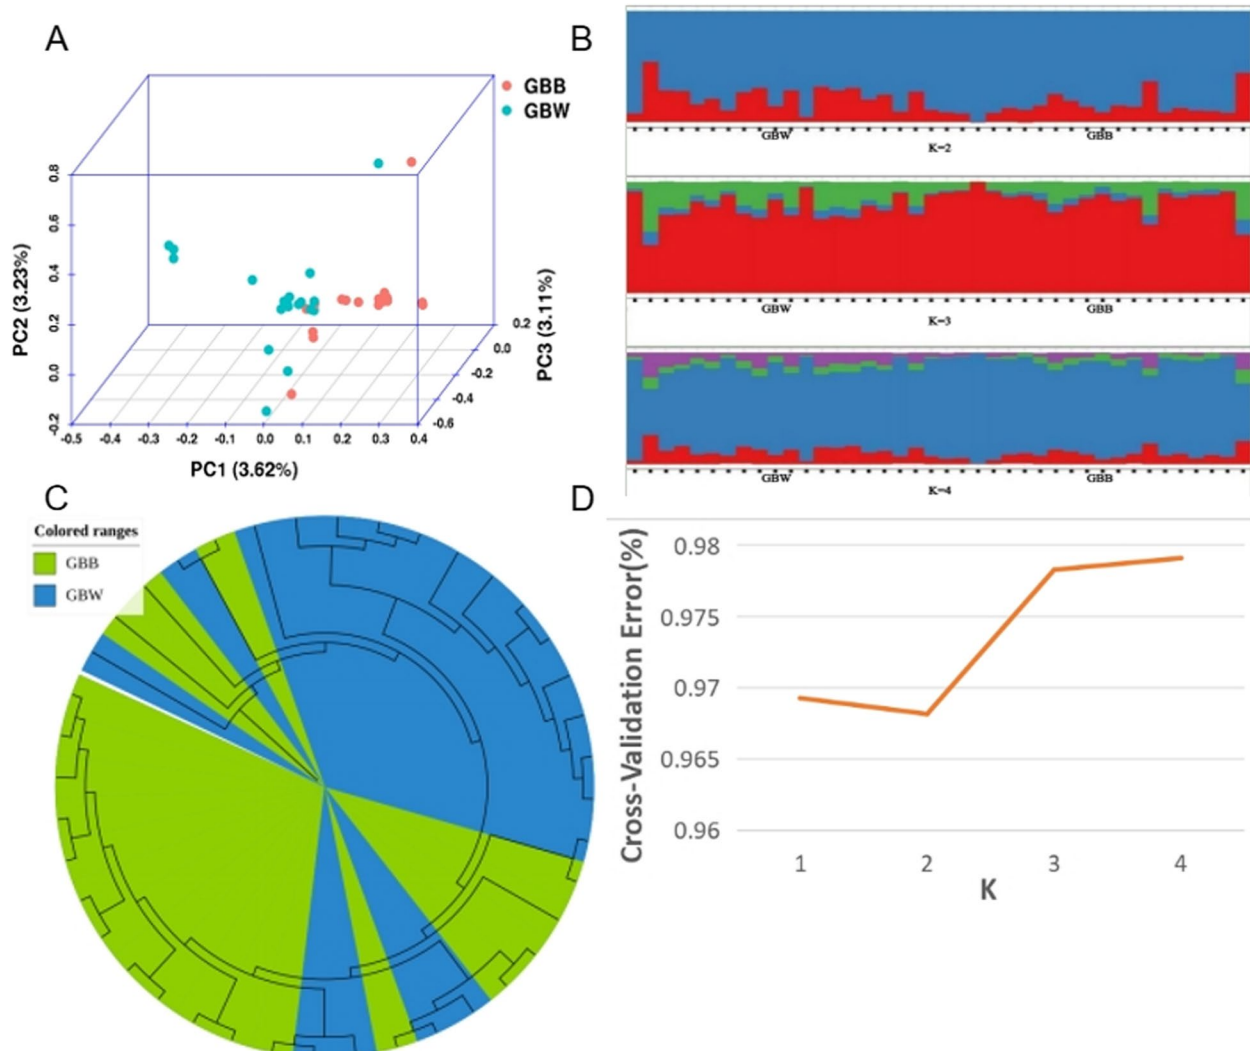 A
GBB
GBW
PC2 (3.23%)
0.8
0.6
0.4
0.2
0.0
-0.2
-0.5 -0.4 -0.3 -0.2 -0.1 0.0 0.1 0.2 0.3 0.4
PC1 (3.62%)
0.2
0.0
-0.2
-0.4
-0.6
PC3 (3.11%)
B
GBW GBB
K=2
GBW GBB
K=3
GBW GBB
K=4
C
Colored ranges
GBB
GBW
D
Cross-Validation Error(%)
0.98
0.975
0.97
0.965
0.96
1 2 3 4
K